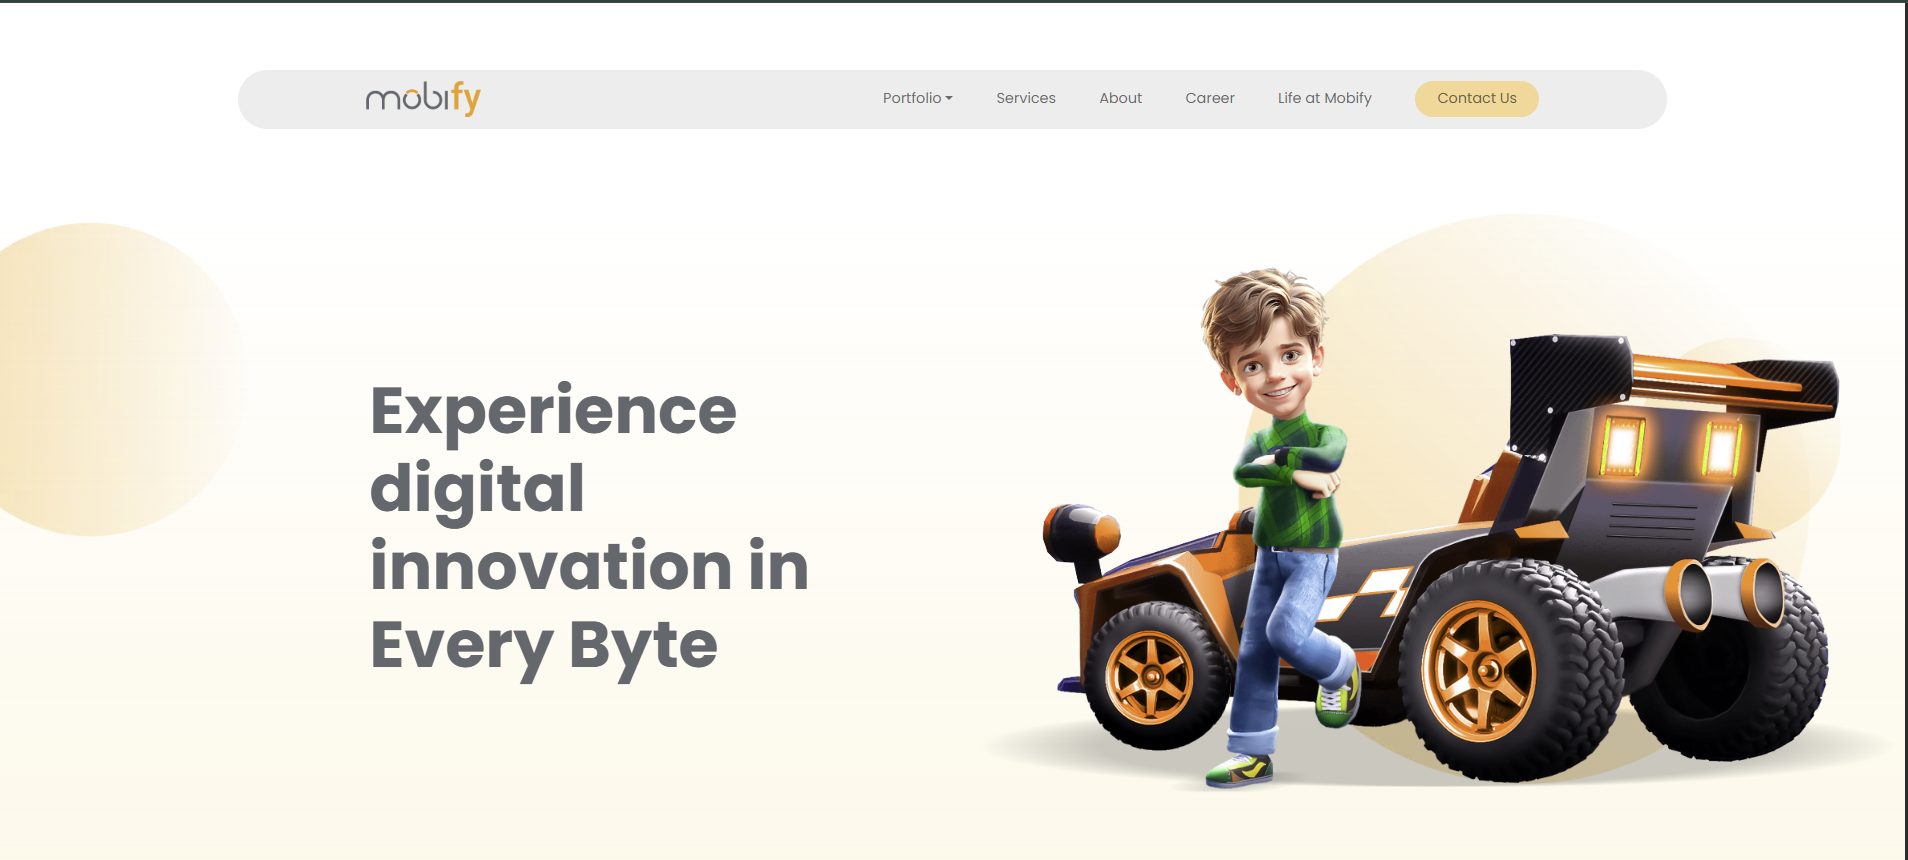 mobify
Portfolio Services About Career Life at Mobify Contact Us
Experience
digital
innovation in
Every Byte